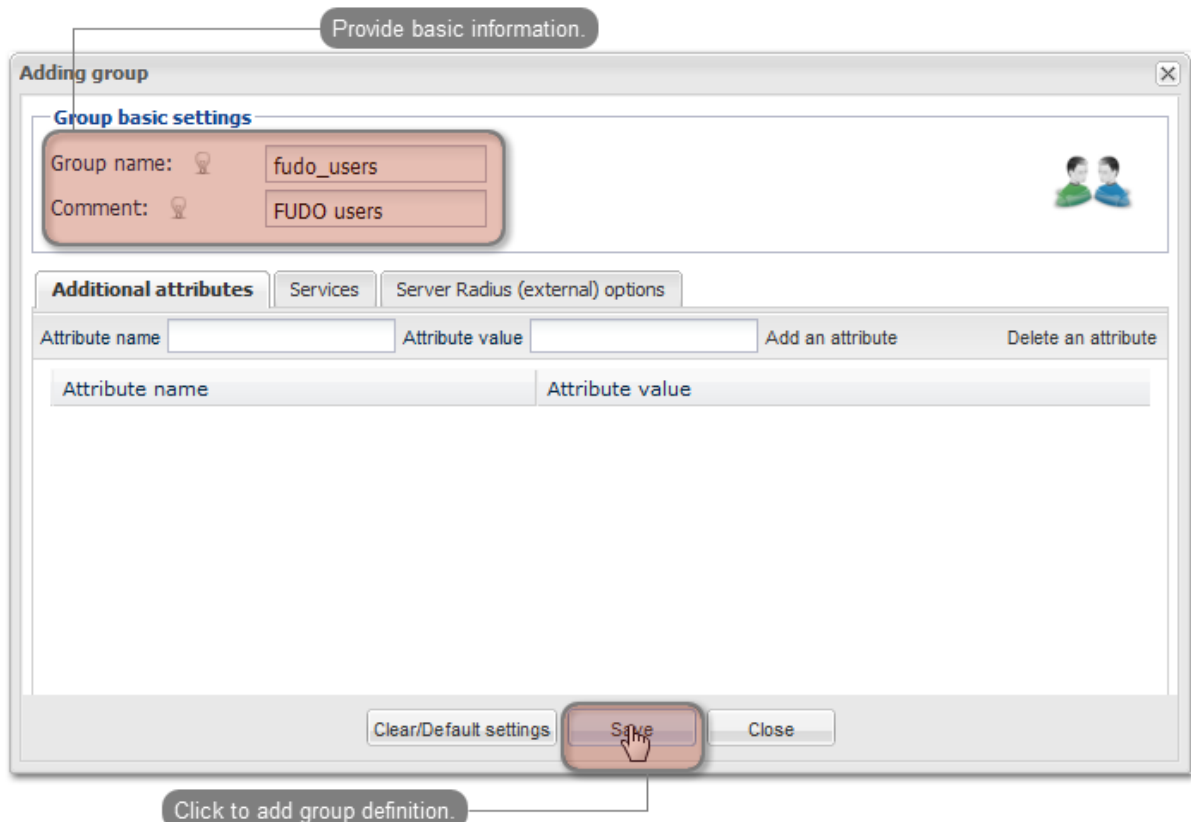 Provide basic information.
Adding group
Group basic settings
Group name: fudo_users
Comment: FUDO users
Additional attributes Services Server Radius (external) options
Attribute name Attribute value Add an attribute Delete an attribute
Attribute name Attribute value
Clear/Default settings Save Close
Click to add group definition.